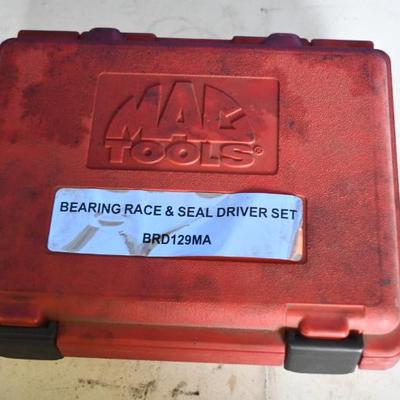 MAC
TOOLS®
BEARING RACE & SEAL DRIVER SET
BRD129MA